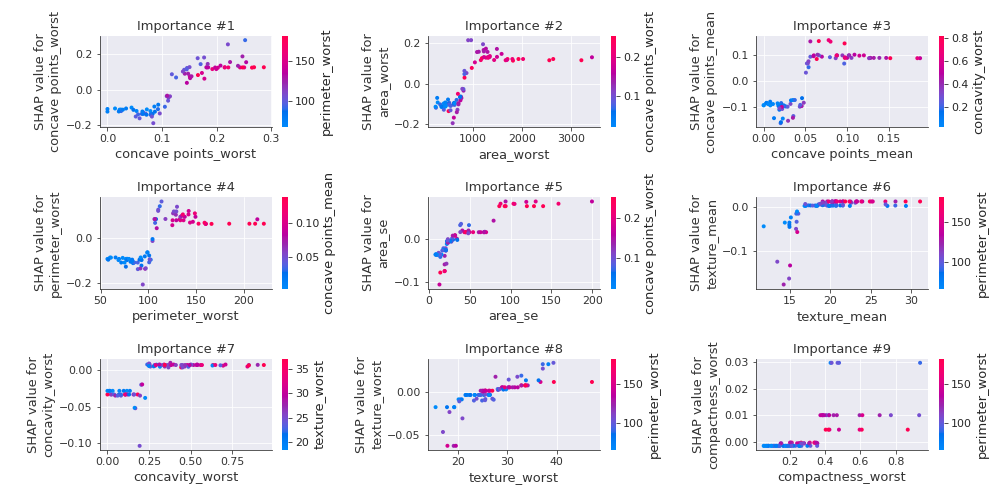 Importance #1
SHAP value for
concave points_worst
0.2
0.0
−0.2
0.0
0.1
0.2
0.3
concave points_worst
150
100
perimeter_worst
Importance #2
SHAP value for
area_worst
0.2
0.0
−0.2
1000
2000
3000
area_worst
0.2
0.1
concave points_worst
Importance #3
SHAP value for
concave points_mean
0.1
0.0
−0.1
0.00
0.05
0.10
0.15
concave points_mean
0.8
0.6
0.4
0.2
concavity_worst
Importance #4
SHAP value for
perimeter_worst
0.0
−0.2
50
100
150
200
perimeter_worst
0.10
0.05
concave points_mean
Importance #5
SHAP value for
area_se
0.0
−0.1
0
50
100
150
200
area_se
0.2
0.1
concave points_worst
Importance #6
SHAP value for
texture_mean
0.0
−0.1
15
20
25
30
texture_mean
150
100
perimeter_worst
Importance #7
SHAP value for
concavity_worst
0.00
−0.05
−0.10
0.00
0.25
0.50
0.75
concavity_worst
35
30
25
20
texture_worst
Importance #8
SHAP value for
texture_worst
0.00
−0.05
20
30
40
texture_worst
150
100
perimeter_worst
Importance #9
SHAP value for
compactness_worst
0.03
0.02
0.01
0.00
0.2
0.4
0.6
0.8
compactness_worst
150
100
perimeter_worst